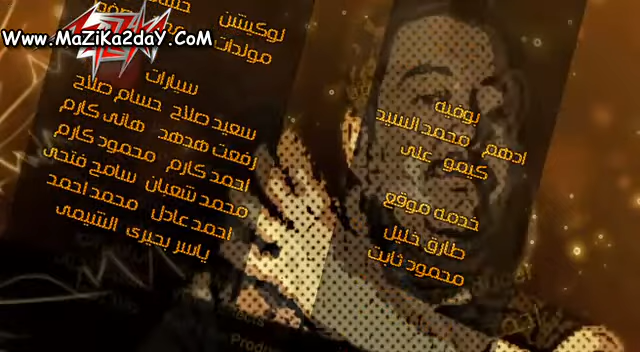 Www.MaZika2daY.CoM
لوكيشن
مولدات
سيارات
سعيد صلاح حسام صلاح
رفعت هدهد هانى كارم
احمد كارم محمود كارم
محمد شعبان سامح فتحى
احمد عادل محمد احمد
ياسر بحيرى الشيمى
بوفيه
ادهم محمد السيد
كيمو على
خدمه موقع
طارق خليل
محمود ثابت